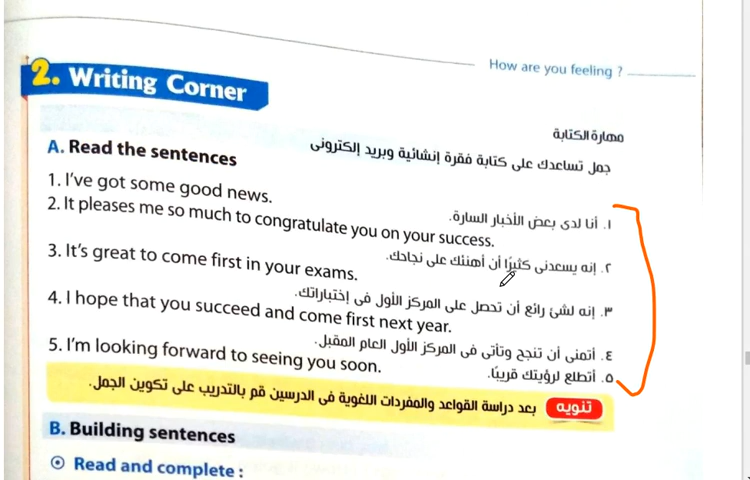 How are you feeling ?
2. Writing Corner
مهارة الكتابة
A. Read the sentences
جمل تساعدك على كتابة فقرة إنشائية وبريد إلكترونى
1. I've got some good news.
١. أنا لدى بعض الأخبار السارة.
2. It pleases me so much to congratulate you on your success.
٢. إنه يسعدنى كثيرًا أن أهنئك على نجاحك.
3. It's great to come first in your exams.
٣. إنه لشئ رائع أن تحصل على المركز الأول فى إختباراتك.
4. I hope that you succeed and come first next year.
٤. أتمنى أن تنجح وتأتى فى المركز الأول العام المقبل.
5. I'm looking forward to seeing you soon.
٥. أتطلع لرؤيتك قريبًا.
تنويه بعد دراسة القواعد والمفردات اللغوية فى الدرسين قم بالتدريب على تكوين الجمل.
B. Building sentences
Read and complete :